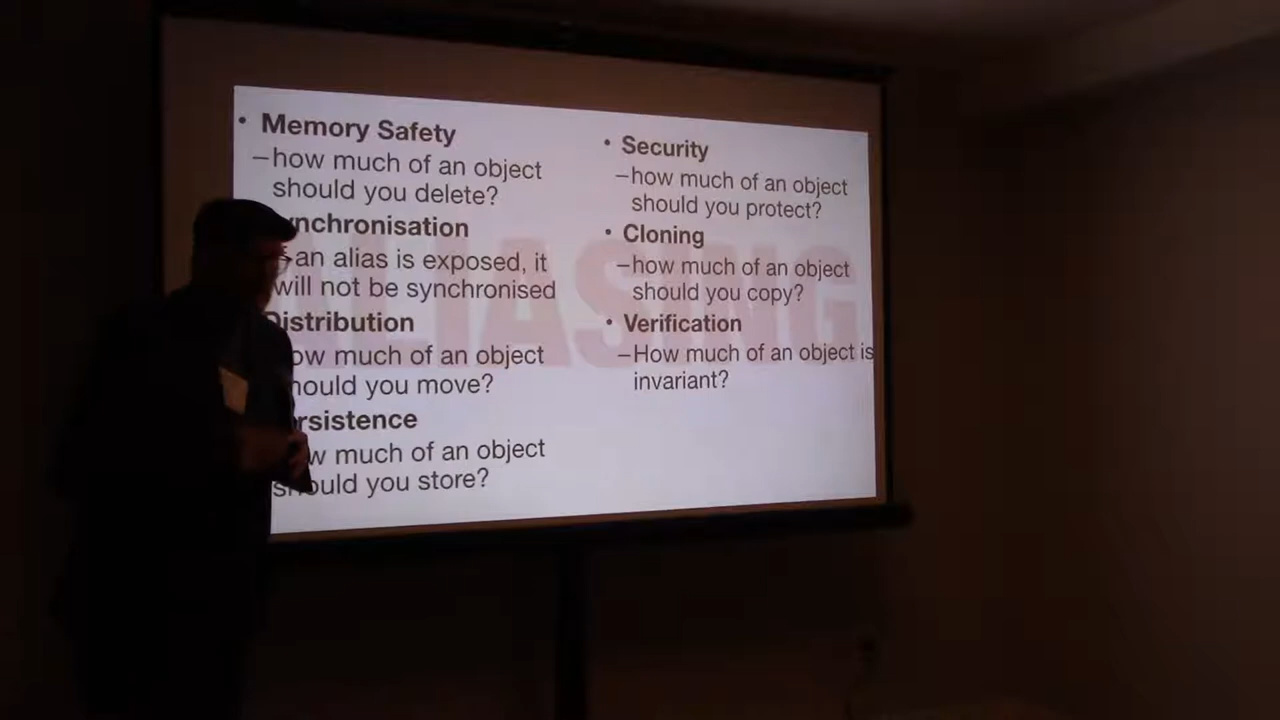 • Memory Safety
–how much of an object
should you delete?
ynchronisation
an alias is exposed, it
will not be synchronised
Distribution
ow much of an object
hould you move?
rsistence
w much of an object
should you store?
• Security
–how much of an object
should you protect?
• Cloning
–how much of an object
should you copy?
• Verification
–How much of an object is
invariant?
ALIASING